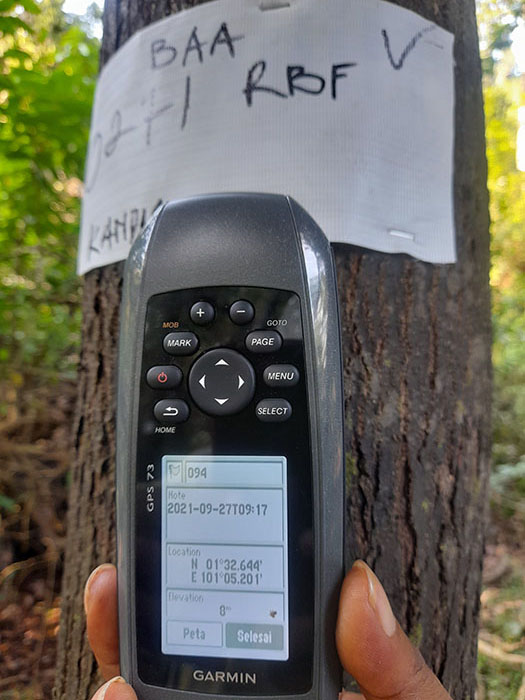 BAA
RBF V
KANDI
+ -
MOB GOTO
MARK PAGE
MENU
SELECT
HOME
GPS 73
094
Note
2021-09-27T09:17
Location
N 01°32.644'
E 101°05.201'
Elevation
8m
Peta Selesai
GARMIN